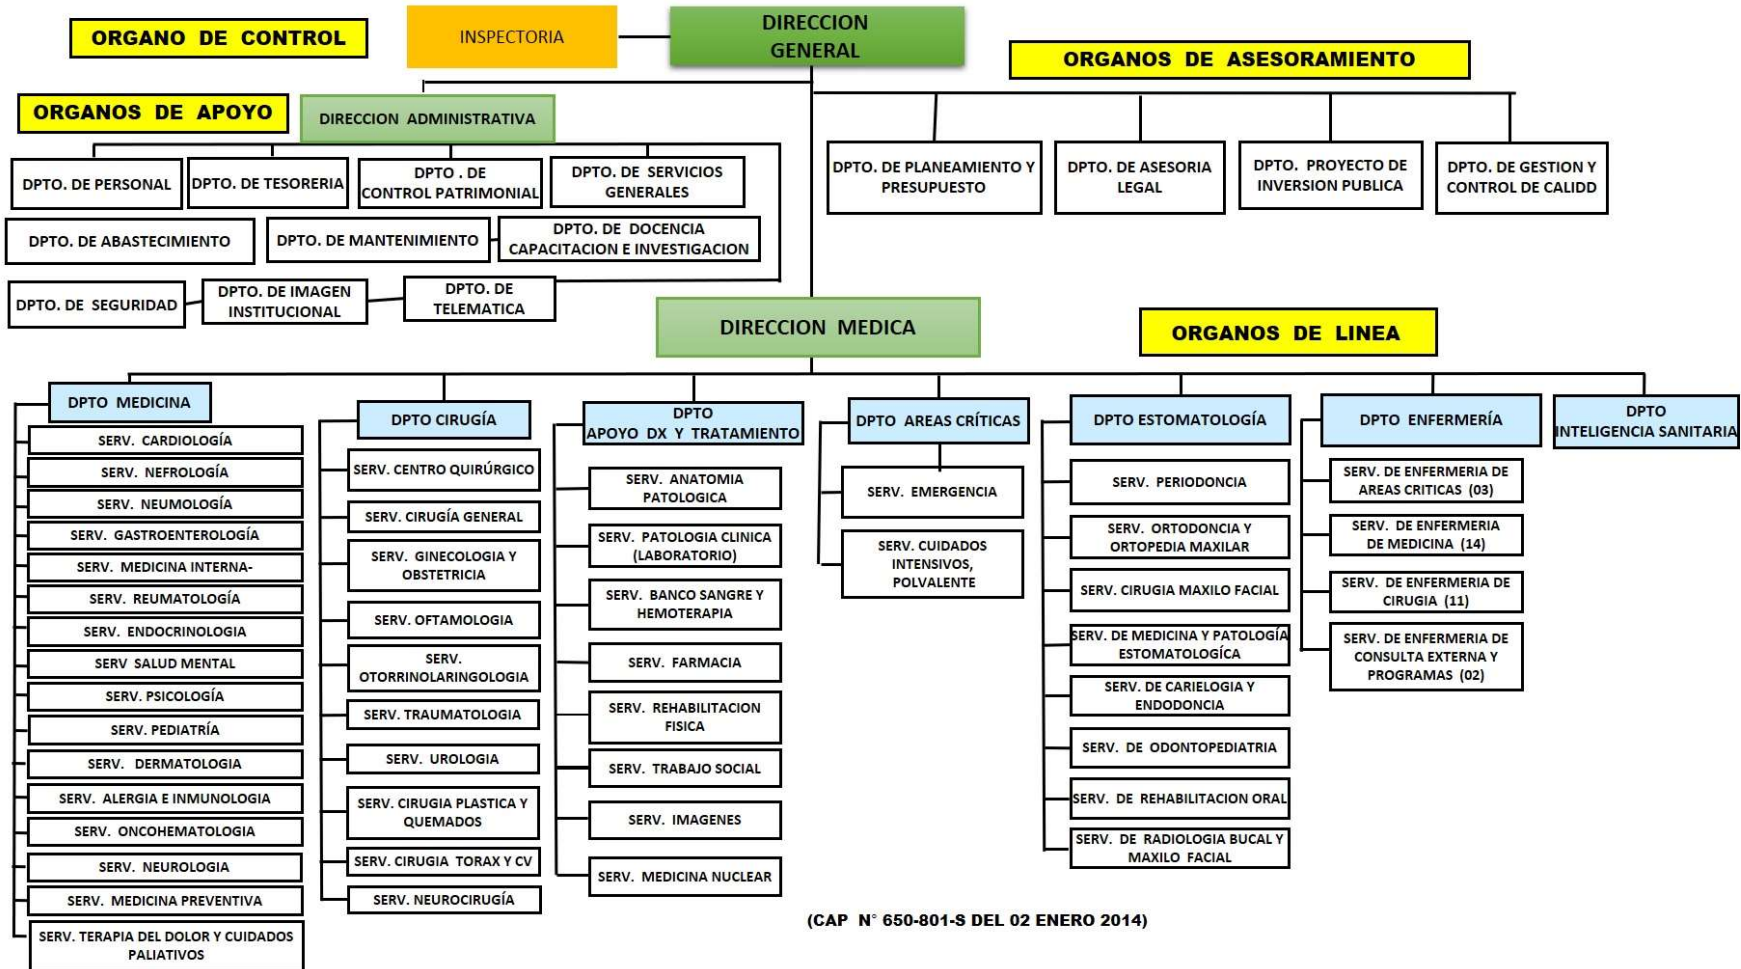 ORGANO DE CONTROL
INSPECTORIA
DIRECCION
GENERAL
ORGANOS DE ASESORAMIENTO
ORGANOS DE APOYO
DIRECCION ADMINISTRATIVA
DPTO. DE PERSONAL
DPTO. DE TESORERIA
DPTO . DE
CONTROL PATRIMONIAL
DPTO. DE SERVICIOS
GENERALES
DPTO. DE PLANEAMIENTO Y
PRESUPUESTO
DPTO. DE ASESORIA
LEGAL
DPTO. PROYECTO DE
INVERSION PUBLICA
DPTO. DE GESTION Y
CONTROL DE CALIDD
DPTO. DE ABASTECIMIENTO
DPTO. DE MANTENIMIENTO
DPTO. DE DOCENCIA
CAPACITACION E INVESTIGACION
DPTO. DE SEGURIDAD
DPTO. DE IMAGEN
INSTITUCIONAL
DPTO. DE
TELEMATICA
DIRECCION MEDICA
ORGANOS DE LINEA
DPTO MEDICINA
SERV. CARDIOLOGÍA
SERV. NEFROLOGÍA
SERV. NEUMOLOGÍA
SERV. GASTROENTEROLOGÍA
SERV. MEDICINA INTERNA-
SERV. REUMATOLOGÍA
SERV. ENDOCRINOLOGIA
SERV SALUD MENTAL
SERV. PSICOLOGÍA
SERV. PEDIATRÍA
SERV. DERMATOLOGIA
SERV. ALERGIA E INMUNOLOGIA
SERV. ONCOHEMATOLOGIA
SERV. NEUROLOGIA
SERV. MEDICINA PREVENTIVA
SERV. TERAPIA DEL DOLOR Y CUIDADOS
PALIATIVOS
DPTO CIRUGÍA
SERV. CENTRO QUIRÚRGICO
SERV. CIRUGÍA GENERAL
SERV. GINECOLOGIA Y
OBSTETRICIA
SERV. OFTAMOLOGIA
SERV.
OTORRINOLARINGOLOGIA
SERV. TRAUMATOLOGIA
SERV. UROLOGIA
SERV. CIRUGIA PLASTICA Y
QUEMADOS
SERV. CIRUGIA TORAX Y CV
SERV. NEUROCIRUGÍA
DPTO
APOYO DX Y TRATAMIENTO
SERV. ANATOMIA
PATOLOGICA
SERV. PATOLOGIA CLINICA
(LABORATORIO)
SERV. BANCO SANGRE Y
HEMOTERAPIA
SERV. FARMACIA
SERV. REHABILITACION
FISICA
SERV. TRABAJO SOCIAL
SERV. IMAGENES
SERV. MEDICINA NUCLEAR
DPTO AREAS CRÍTICAS
SERV. EMERGENCIA
SERV. CUIDADOS
INTENSIVOS,
POLVALENTE
DPTO ESTOMATOLOGÍA
SERV. PERIODONCIA
SERV. ORTODONCIA Y
ORTOPEDIA MAXILAR
SERV. CIRUGIA MAXILO FACIAL
SERV. DE MEDICINA Y PATOLOGÍA
ESTOMATOLOGÍCA
SERV. DE CARIELOGIA Y
ENDODONCIA
SERV. DE ODONTOPEDIATRIA
SERV. DE REHABILITACION ORAL
SERV. DE RADIOLOGIA BUCAL Y
MAXILO FACIAL
DPTO ENFERMERÍA
SERV. DE ENFERMERIA DE
AREAS CRITICAS (03)
SERV. DE ENFERMERIA
DE MEDICINA (14)
SERV. DE ENFERMERIA DE
CIRUGIA (11)
SERV. DE ENFERMERIA DE
CONSULTA EXTERNA Y
PROGRAMAS (02)
DPTO
INTELIGENCIA SANITARIA
(CAP N° 650-801-S DEL 02 ENERO 2014)